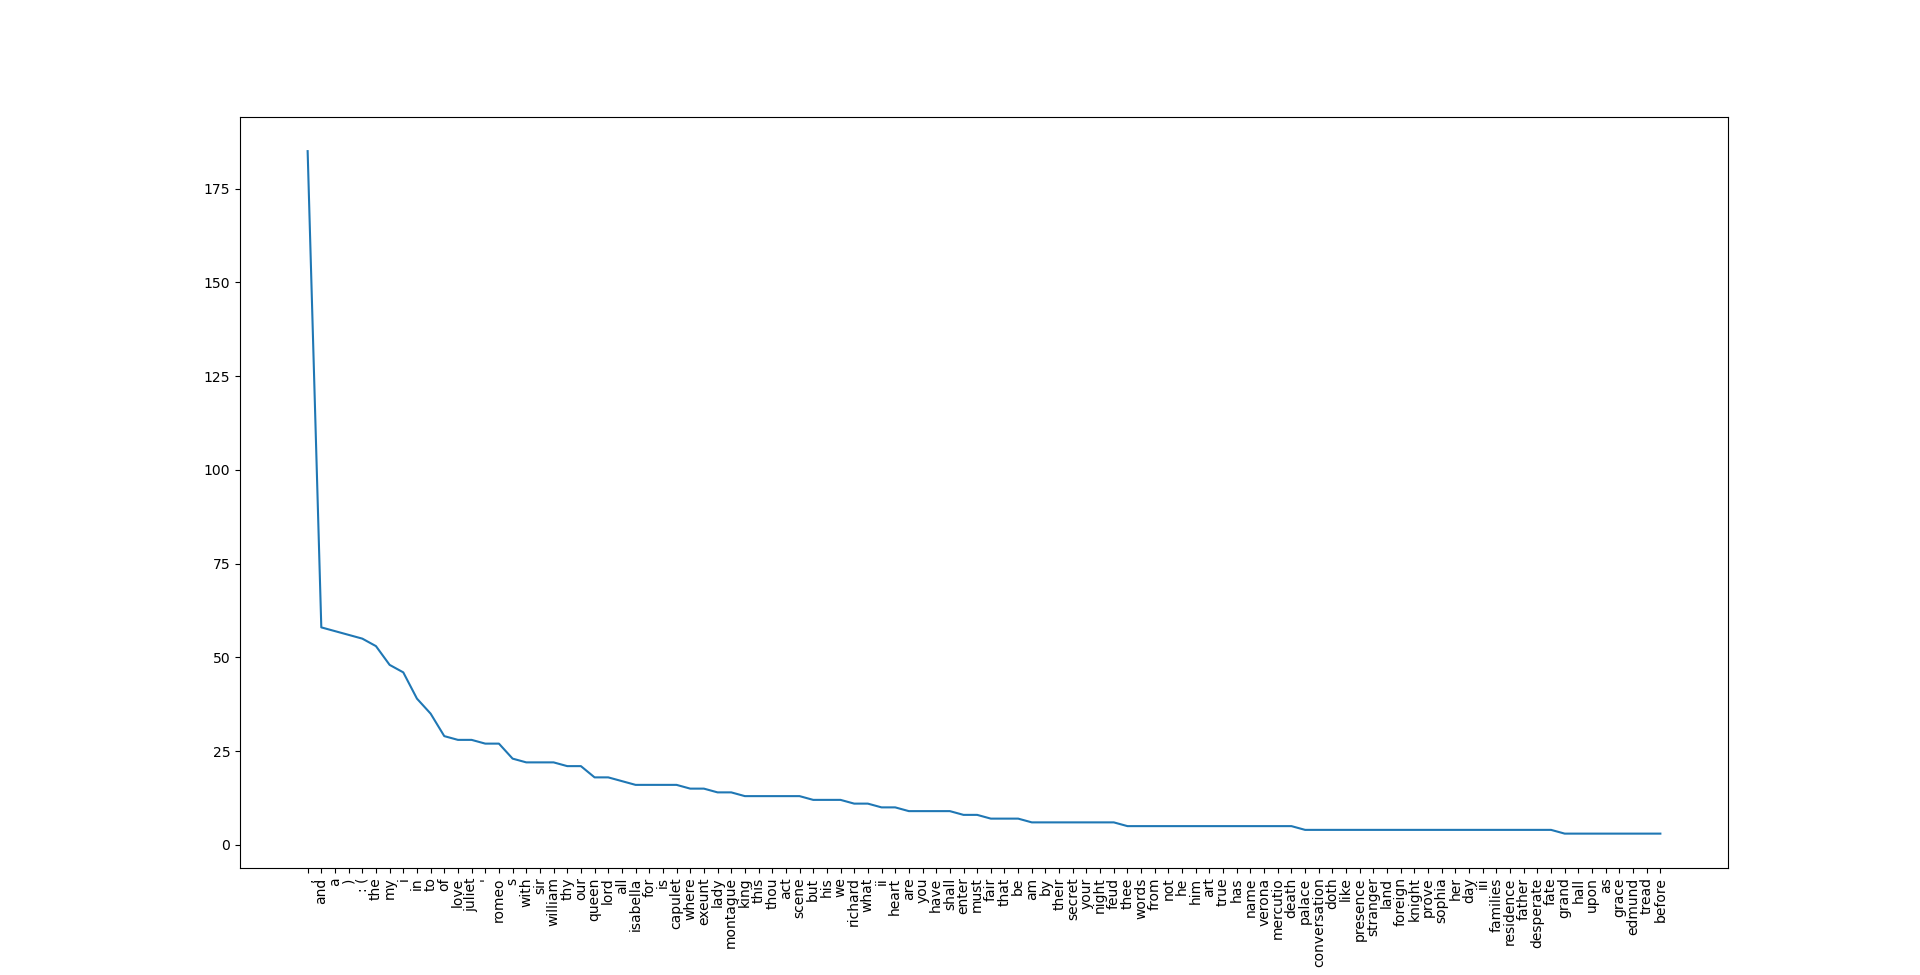 175
150
125
100
75
50
25
0
and
a
)
:(
the
my
i
in
to
of
love
juliet
'
romeo
s
with
sir
william
thy
our
queen
lord
all
isabella
for
is
capulet
where
exeunt
lady
montague
king
this
thou
act
scene
but
his
we
richard
what
ii
heart
are
you
have
shall
enter
must
fair
that
be
am
by
their
secret
your
night
feud
thee
words
from
not
he
him
art
true
has
name
verona
mercutio
death
palace
conversation
doth
like
presence
stranger
land
foreign
knight
prove
sophia
her
day
iii
families
residence
father
desperate
fate
grand
hall
upon
as
grace
edmund
tread
before